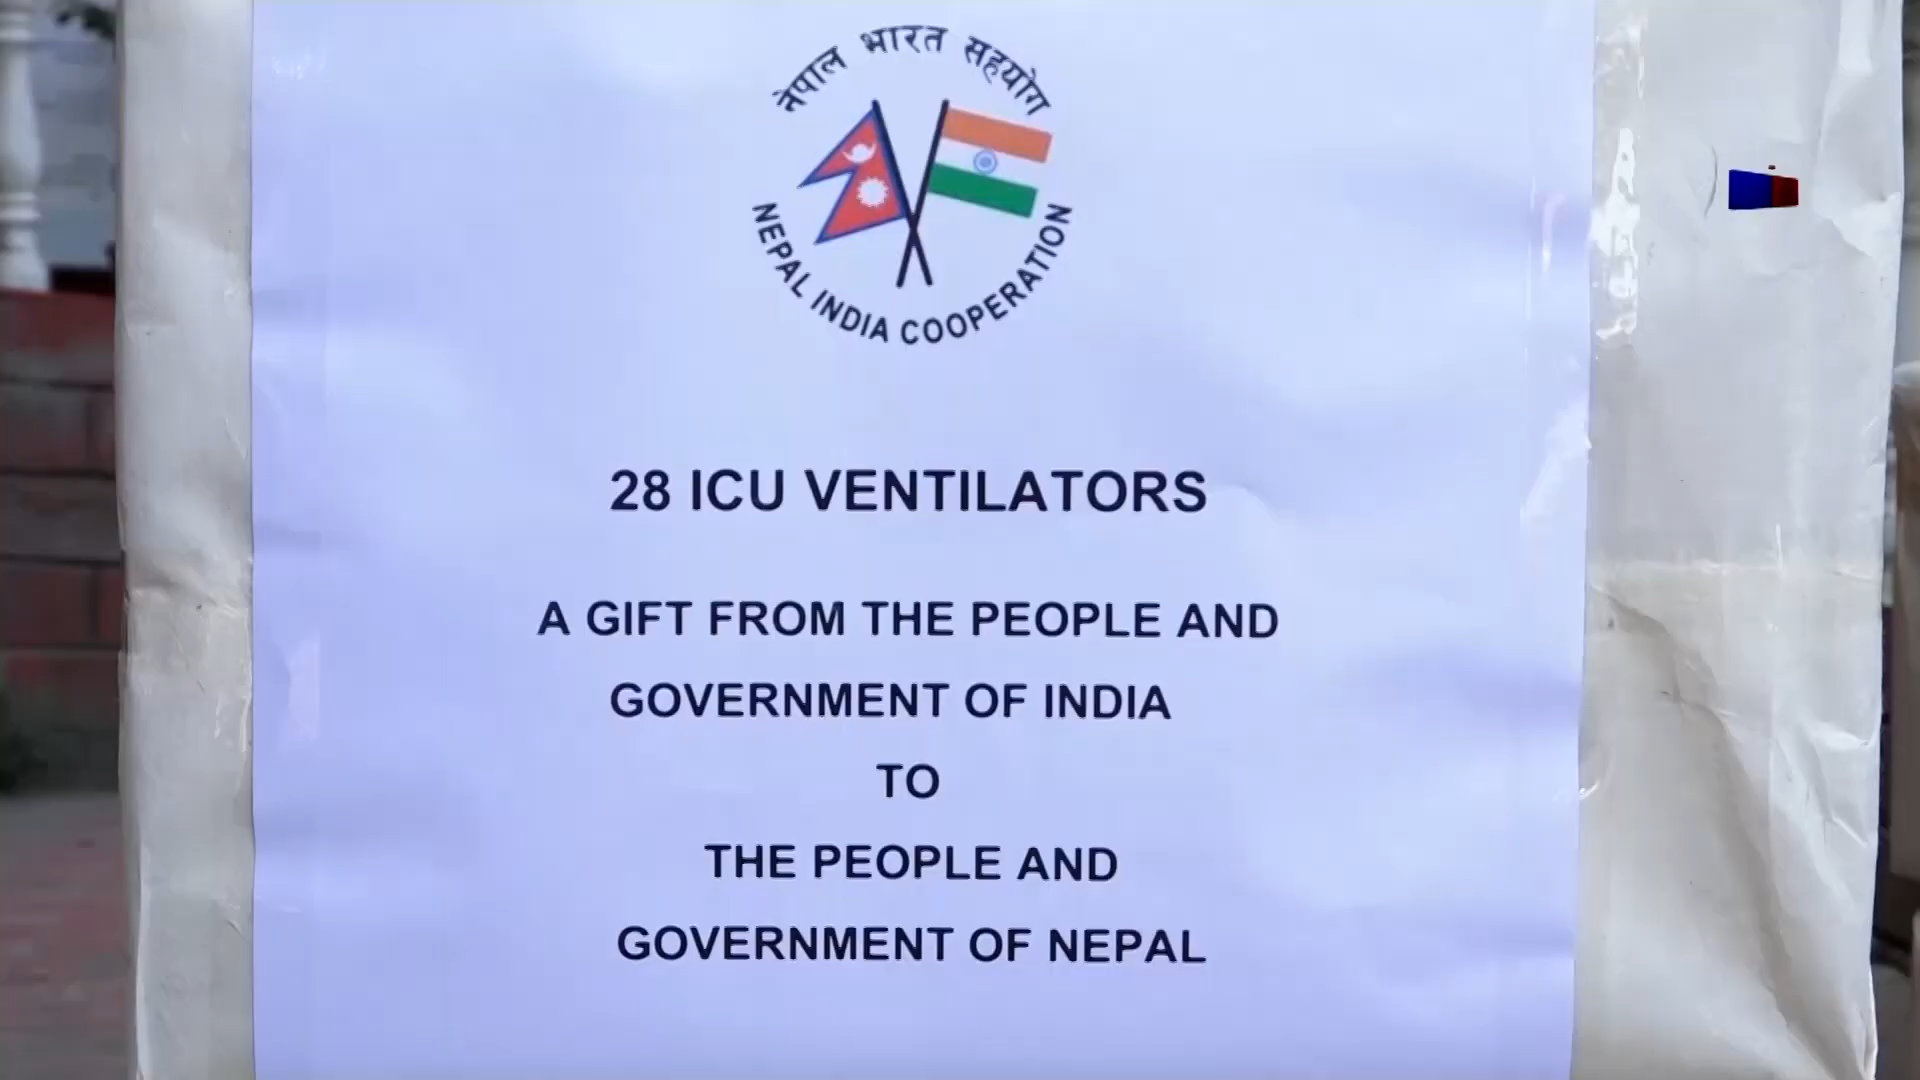 नेपाल भारत सहयोग
NEPAL INDIA COOPERATION
28 ICU VENTILATORS
A GIFT FROM THE PEOPLE AND
GOVERNMENT OF INDIA
TO
THE PEOPLE AND
GOVERNMENT OF NEPAL